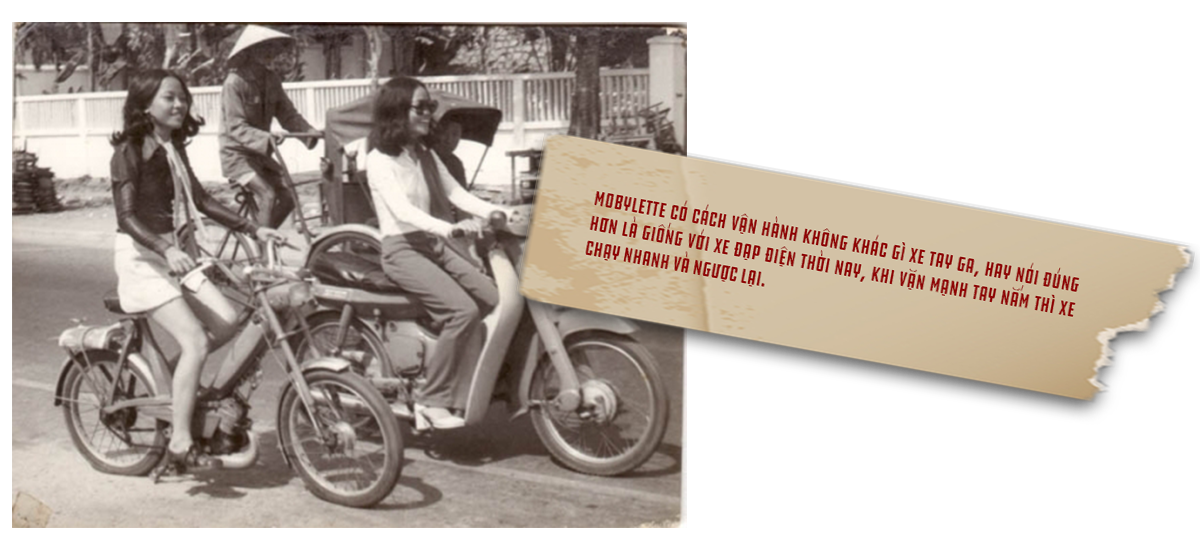 MOBYLETTE CÓ CÁCH VẬN HÀNH KHÔNG KHÁC GÌ XE TAY GA, HAY NÓI ĐÚNG
HƠN LÀ GIỐNG VỚI XE ĐẠP ĐIỆN THỜI NAY, KHI VẶN MẠNH TAY NẮM THÌ XE
CHẠY NHANH VÀ NGƯỢC LẠI.